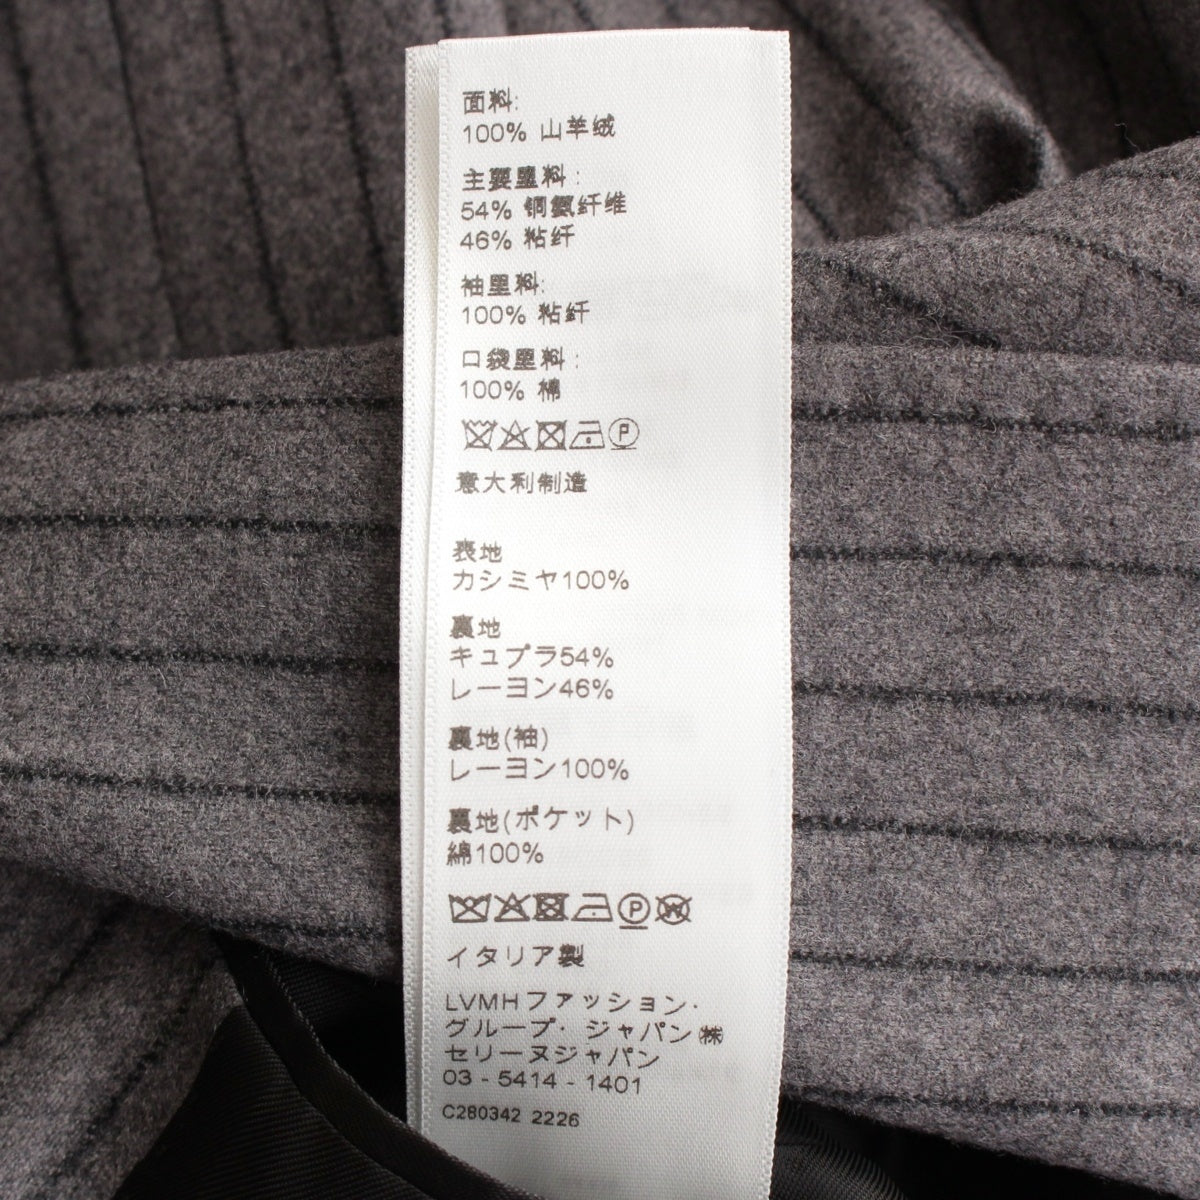 面料:
100% 山羊绒
主要里料:
54% 铜氨纤维
46% 粘纤
袖里料:
100% 粘纤
口袋里料:
100% 棉
P
意大利制造
表地
カシミヤ100%
裏地
キュプラ54%
レーヨン46%
裏地(袖)
レーヨン100%
裏地(ポケット)
綿100%
P W
イタリア製
LVMHファッション・
グループ・ジャパン㈱
セリーヌジャパン
03 - 5414 - 1401
C280342 2226